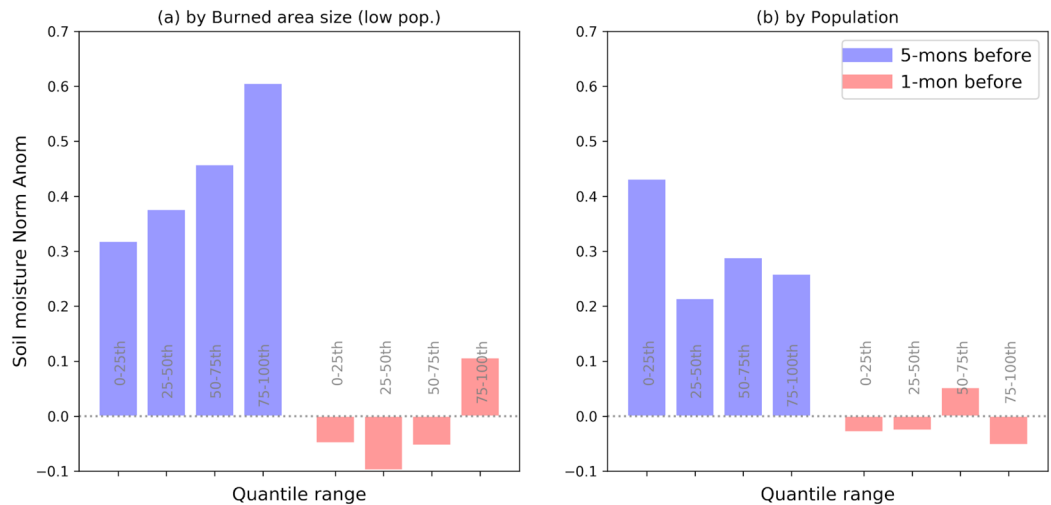 (a) by Burned area size (low pop.)
0.7
0.6
0.5
0.4
0.3
0.2
0.1
0.0
−0.1
Soil moisture Norm Anom
0-25th
25-50th
50-75th
75-100th
0-25th
25-50th
50-75th
75-100th
Quantile range
(b) by Population
5-mons before
1-mon before
0.7
0.6
0.5
0.4
0.3
0.2
0.1
0.0
−0.1
0-25th
25-50th
50-75th
75-100th
0-25th
25-50th
50-75th
75-100th
Quantile range